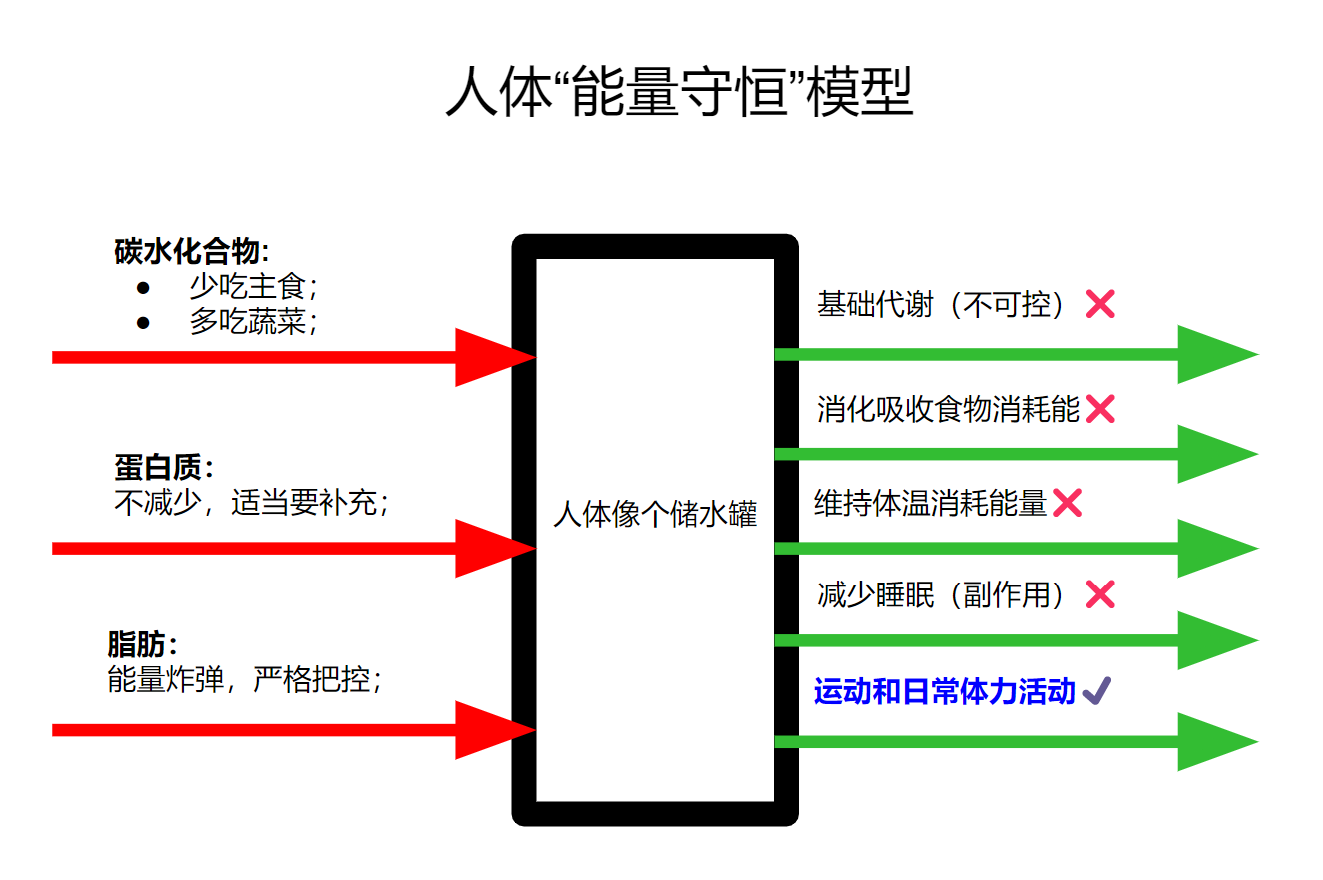 人体“能量守恒”模型
碳水化合物:
● 少吃主食；
● 多吃蔬菜；
蛋白质：
不减少，适当要补充；
脂肪：
能量炸弹，严格把控；
人体像个储水罐
基础代谢（不可控）❌
消化吸收食物消耗能❌
维持体温消耗能量❌
减少睡眠（副作用）❌
运动和日常体力活动✔